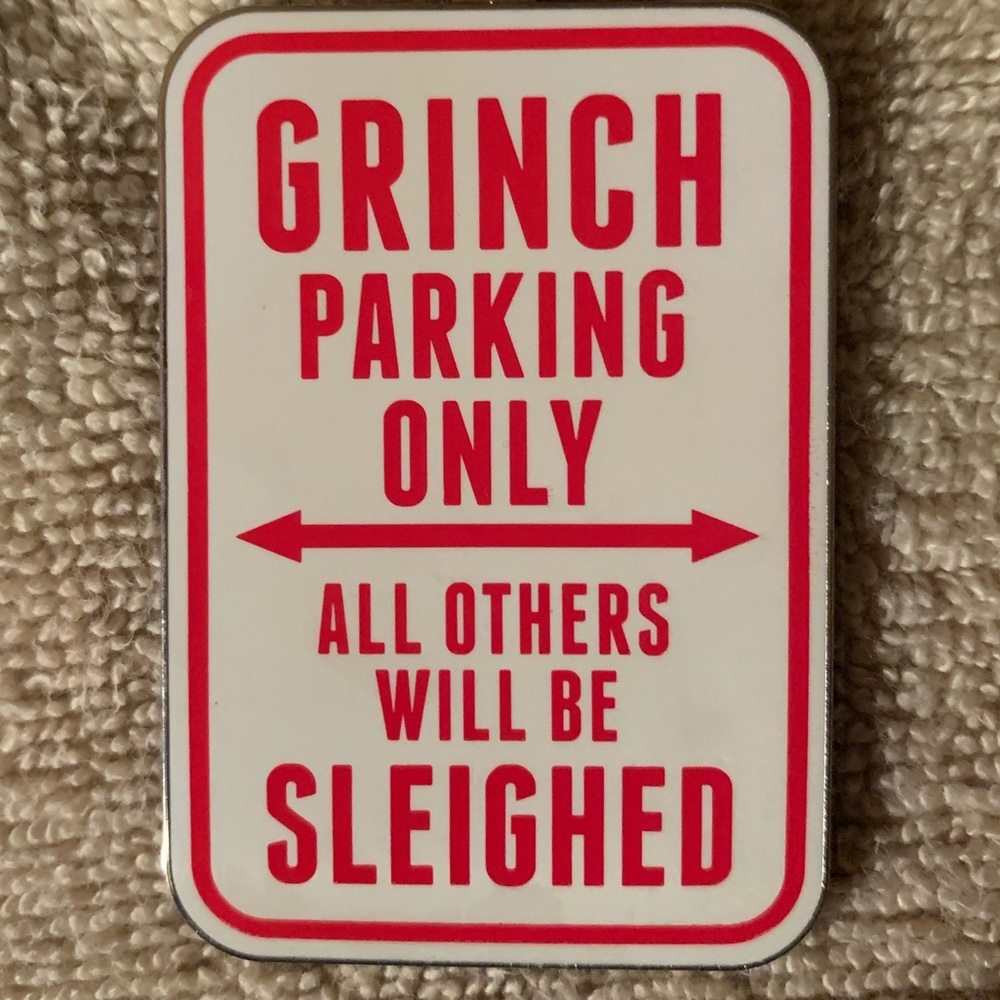 GRINCH
PARKING
ONLY
ALL OTHERS
WILL BE
SLEIGHED